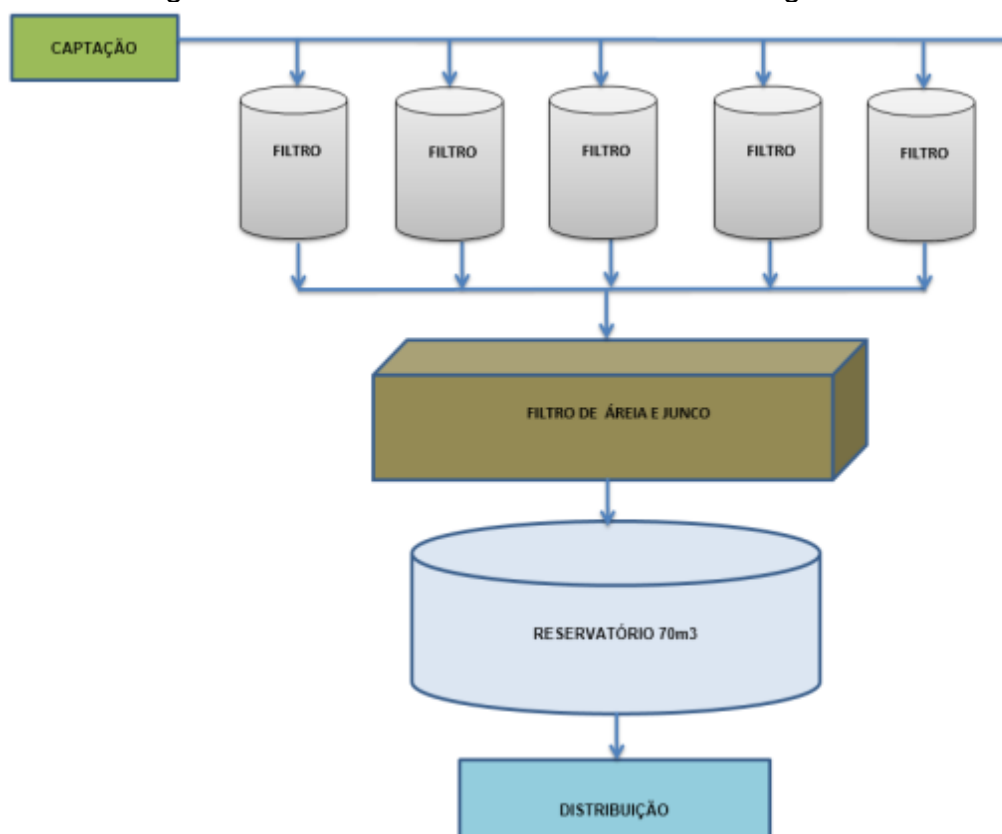 CAPTAÇÃO
FILTRO
FILTRO
FILTRO
FILTRO
FILTRO
FILTRO DE ÁREIA E JUNCO
RESERVATÓRIO 70m3
DISTRIBUIÇÃO